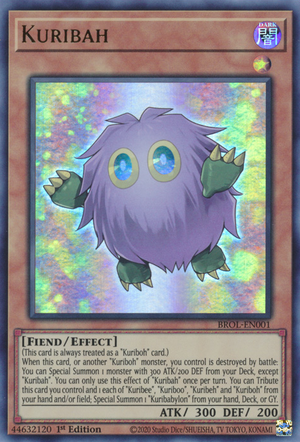 KURIBAH
DARK
闇
BROL-EN001
[FIEND/EFFECT]
(This card is always treated as a "Kuriboh" card.)
When this card, or another "Kuriboh" monster, you control is destroyed by battle:
You can Special Summon 1 monster with 300 ATK/200 DEF from your Deck, except
"Kuribah". You can only use this effect of "Kuribah" once per turn. You can Tribute
this card you control and 1 each of "Kuribee", "Kuriboo", "Kuribeh" and "Kuriboh" from
your hand and/or field; Special Summon 1 "Kuribabylon" from your hand, Deck, or GY.
ATK/ 300 DEF/ 200
44632120 1st Edition ©2020 Studio Dice/SHUEISHA, TV TOKYO, KONAMI